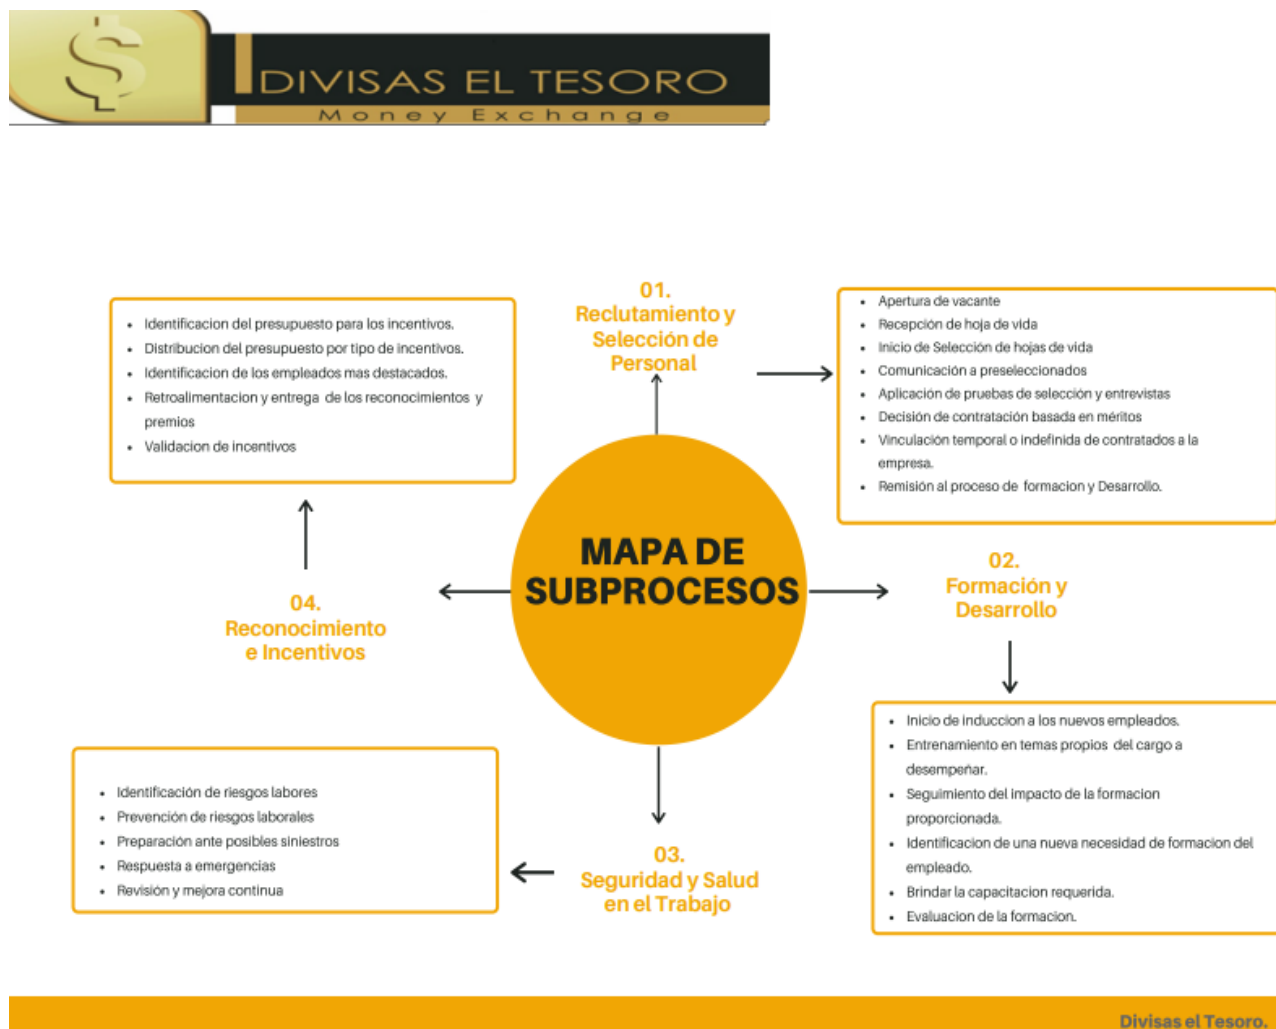 $
DIVISAS EL TESORO
Money Exchange
01.
Reclutamiento y
Selección de
Personal
• Apertura de vacante
• Recepción de hoja de vida
• Inicio de Selección de hojas de vida
• Comunicación a preseleccionados
• Aplicación de pruebas de selección y entrevistas
• Decisión de contratación basada en méritos
• Vinculación temporal o indefinida de contratados a la
empresa.
• Remisión al proceso de formacion y Desarrollo.
• Identificacion del presupuesto para los incentivos.
• Distribucion del presupuesto por tipo de incentivos.
• Identificacion de los empleados mas destacados.
• Retroalimentacion y entrega de los reconocimientos y
premios
• Validacion de incentivos
MAPA DE
SUBPROCESOS
02.
Formación y
Desarrollo
04.
Reconocimiento
e Incentivos
• Inicio de induccion a los nuevos empleados.
• Entrenamiento en temas propios del cargo a
desempeñar.
• Seguimiento del impacto de la formacion
proporcionada.
• Identificacion de una nueva necesidad de formacion del
empleado.
• Brindar la capacitacion requerida.
• Evaluacion de la formacion.
03.
Seguridad y Salud
en el Trabajo
• Identificación de riesgos labores
• Prevención de riesgos laborales
• Preparación ante posibles siniestros
• Respuesta a emergencias
• Revisión y mejora continua
Divisas el Tesoro.